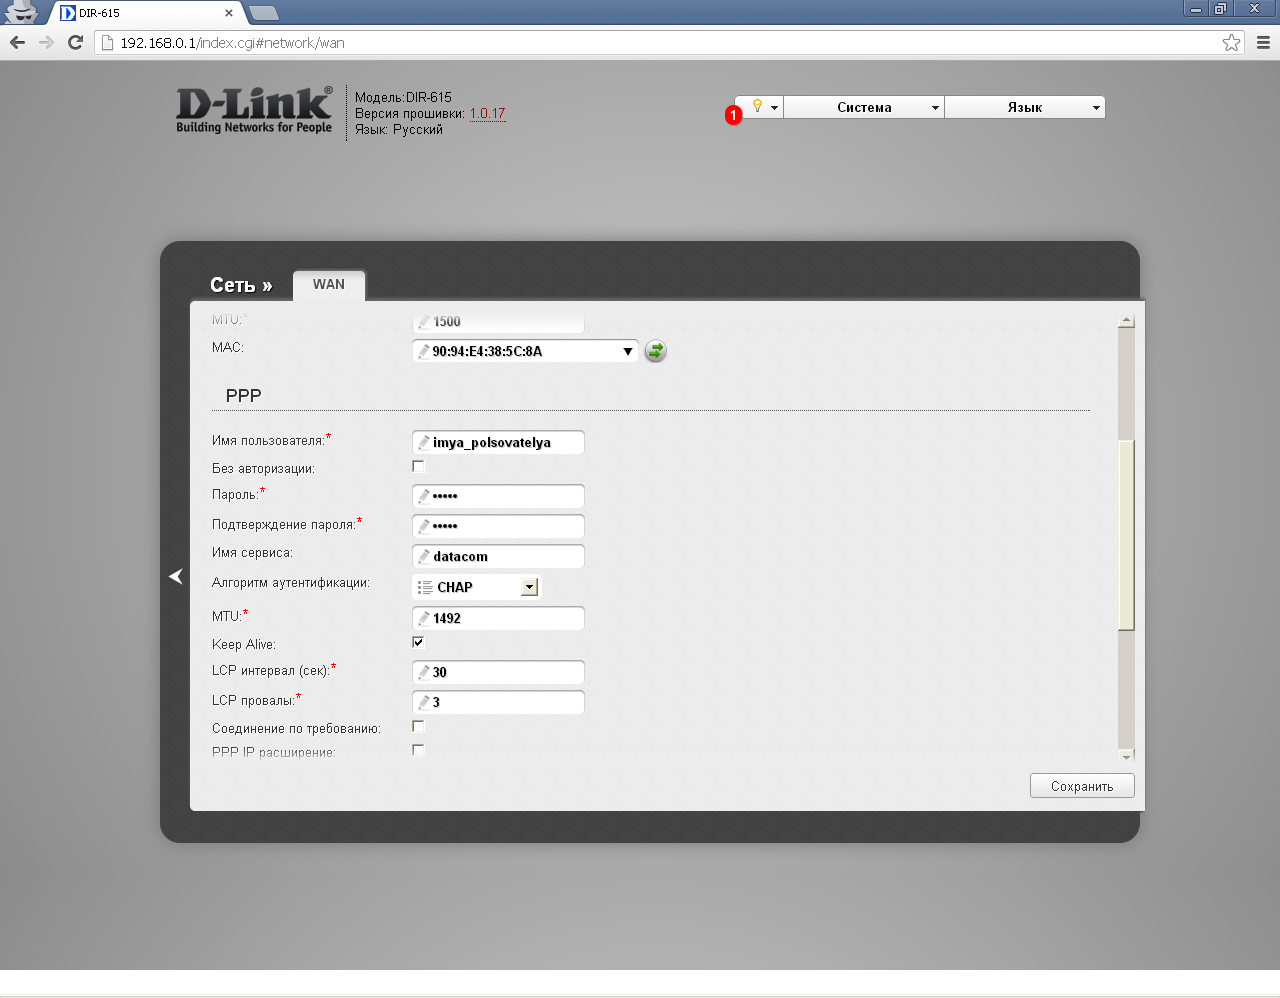 DIR-615
192.168.0.1/index.cgi#network/wan
D-Link®
Building Networks for People
Модель:DIR-615
Версия прошивки: 1.0.17
Язык: Русский
1
Система
Язык
Сеть »
WAN
MTU:* 1500
MAC: 90:94:E4:38:5C:8A
PPP
Имя пользователя:* imya_polsovatelya
Без авторизации:
Пароль:* •••••
Подтверждение пароля:* •••••
Имя сервиса: datacom
Алгоритм аутентификации: CHAP
MTU:* 1492
Keep Alive:
LCP интервал (сек):* 30
LCP провалы:* 3
Соединение по требованию:
PPP IP расширение:
Сохранить